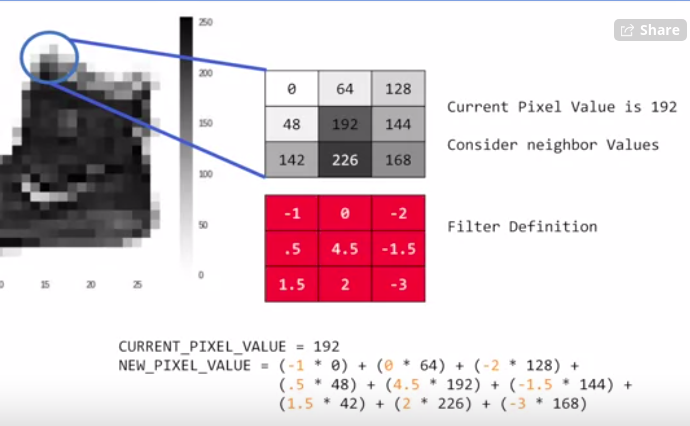 Share
250
200
150
100
50
0
0 15 20 25
0 64 128
48 192 144
142 226 168
Current Pixel Value is 192
Consider neighbor Values
-1 0 -2
.5 4.5 -1.5
1.5 2 -3
Filter Definition
CURRENT_PIXEL_VALUE = 192
NEW_PIXEL_VALUE = (-1 * 0) + (0 * 64) + (-2 * 128) +
(.5 * 48) + (4.5 * 192) + (-1.5 * 144) +
(1.5 * 42) + (2 * 226) + (-3 * 168)